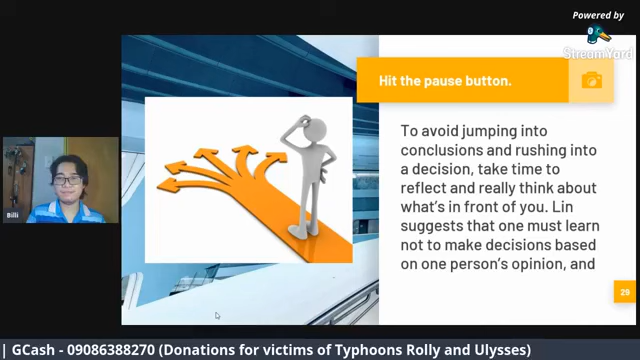 Powered by
StreamYard
Hit the pause button.
To avoid jumping into
conclusions and rushing into
a decision, take time to
reflect and really think about
what's in front of you. Lin
suggests that one must learn
not to make decisions based
on one person's opinion, and
29
Billi
| GCash - 09086388270 (Donations for victims of Typhoons Rolly and Ulysses)